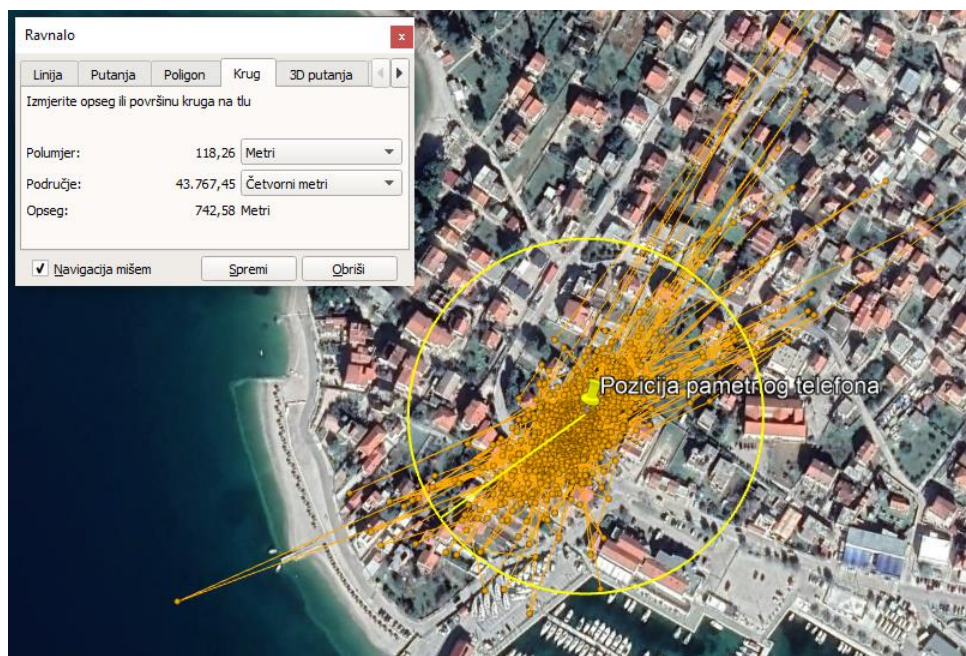 Ravnalo
x
Linija Putanja Poligon Krug 3D putanja
Izmjerite opseg ili površinu kruga na tlu
Polumjer: 118,26 Metri
Područje: 43.767,45 Četvorni metri
Opseg: 742,58 Metri
Navigacija mišem Spremi Obriši
Pozicija pametnog telefona